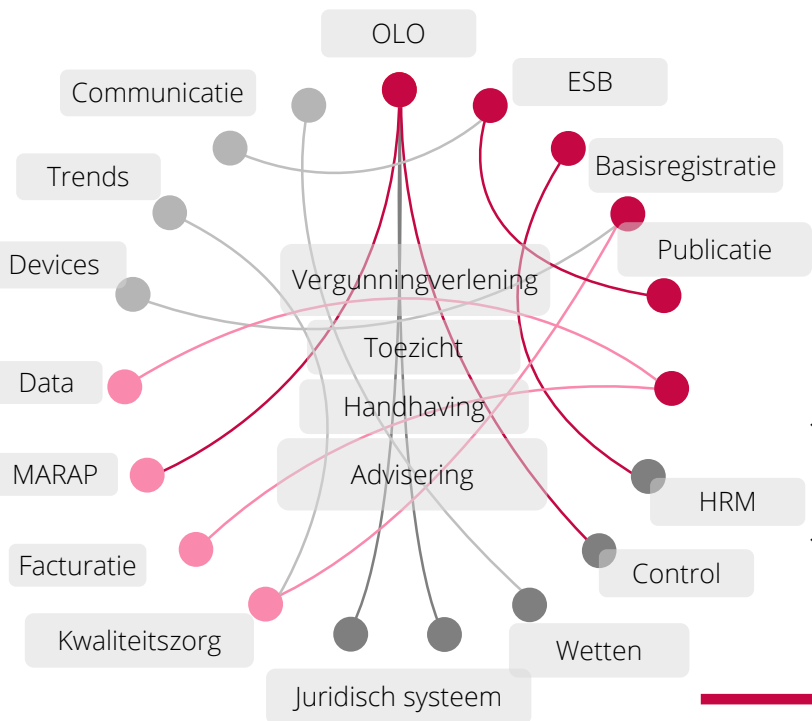 OLO
ESB
Communicatie
Basisregistratie
Trends
Publicatie
Devices
Vergunningverlening
Toezicht
Data
Handhaving
MARAP
Advisering
HRM
Facturatie
Control
Kwaliteitszorg
Wetten
Juridisch systeem